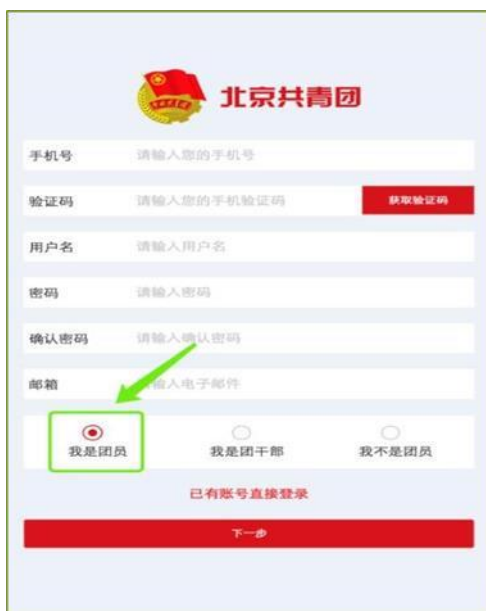 北京共青团
手机号 请输入您的手机号
验证码 请输入您的手机验证码 获取验证码
用户名 请输入用户名
密码 请输入密码
确认密码 请输入确认密码
邮箱 请输入电子邮件
我是团员 我是团干部 我不是团员
已有账号直接登录
下一步